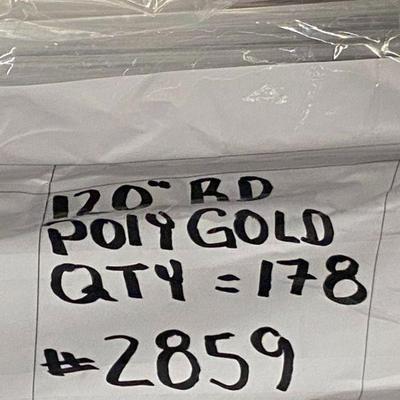 120" RD
POLY GOLD
QTY = 178
#2859